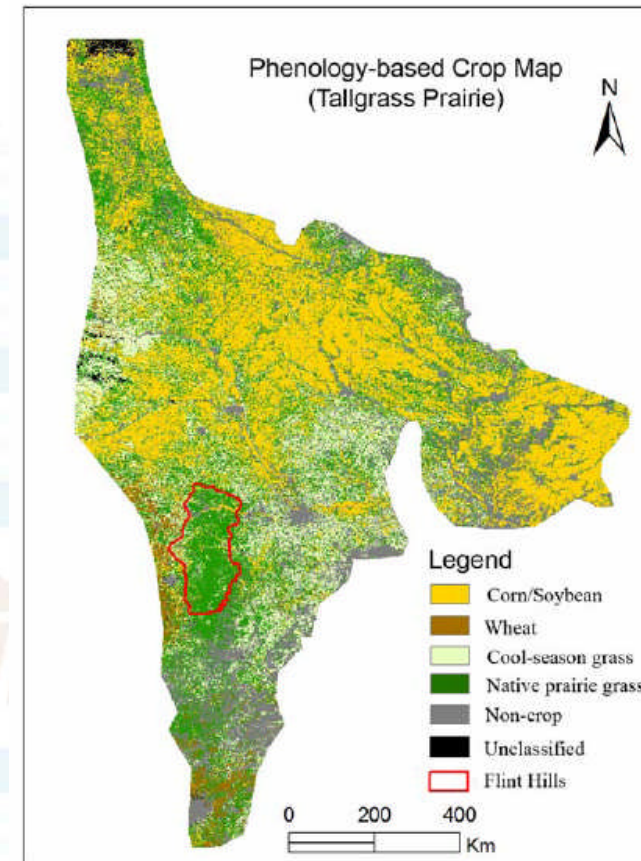 Phenology-based Crop Map
(Tallgrass Prairie)
N
Legend
Corn/Soybean
Wheat
Cool-season grass
Native prairie grass
Non-crop
Unclassified
Flint Hills
0 200 400
Km